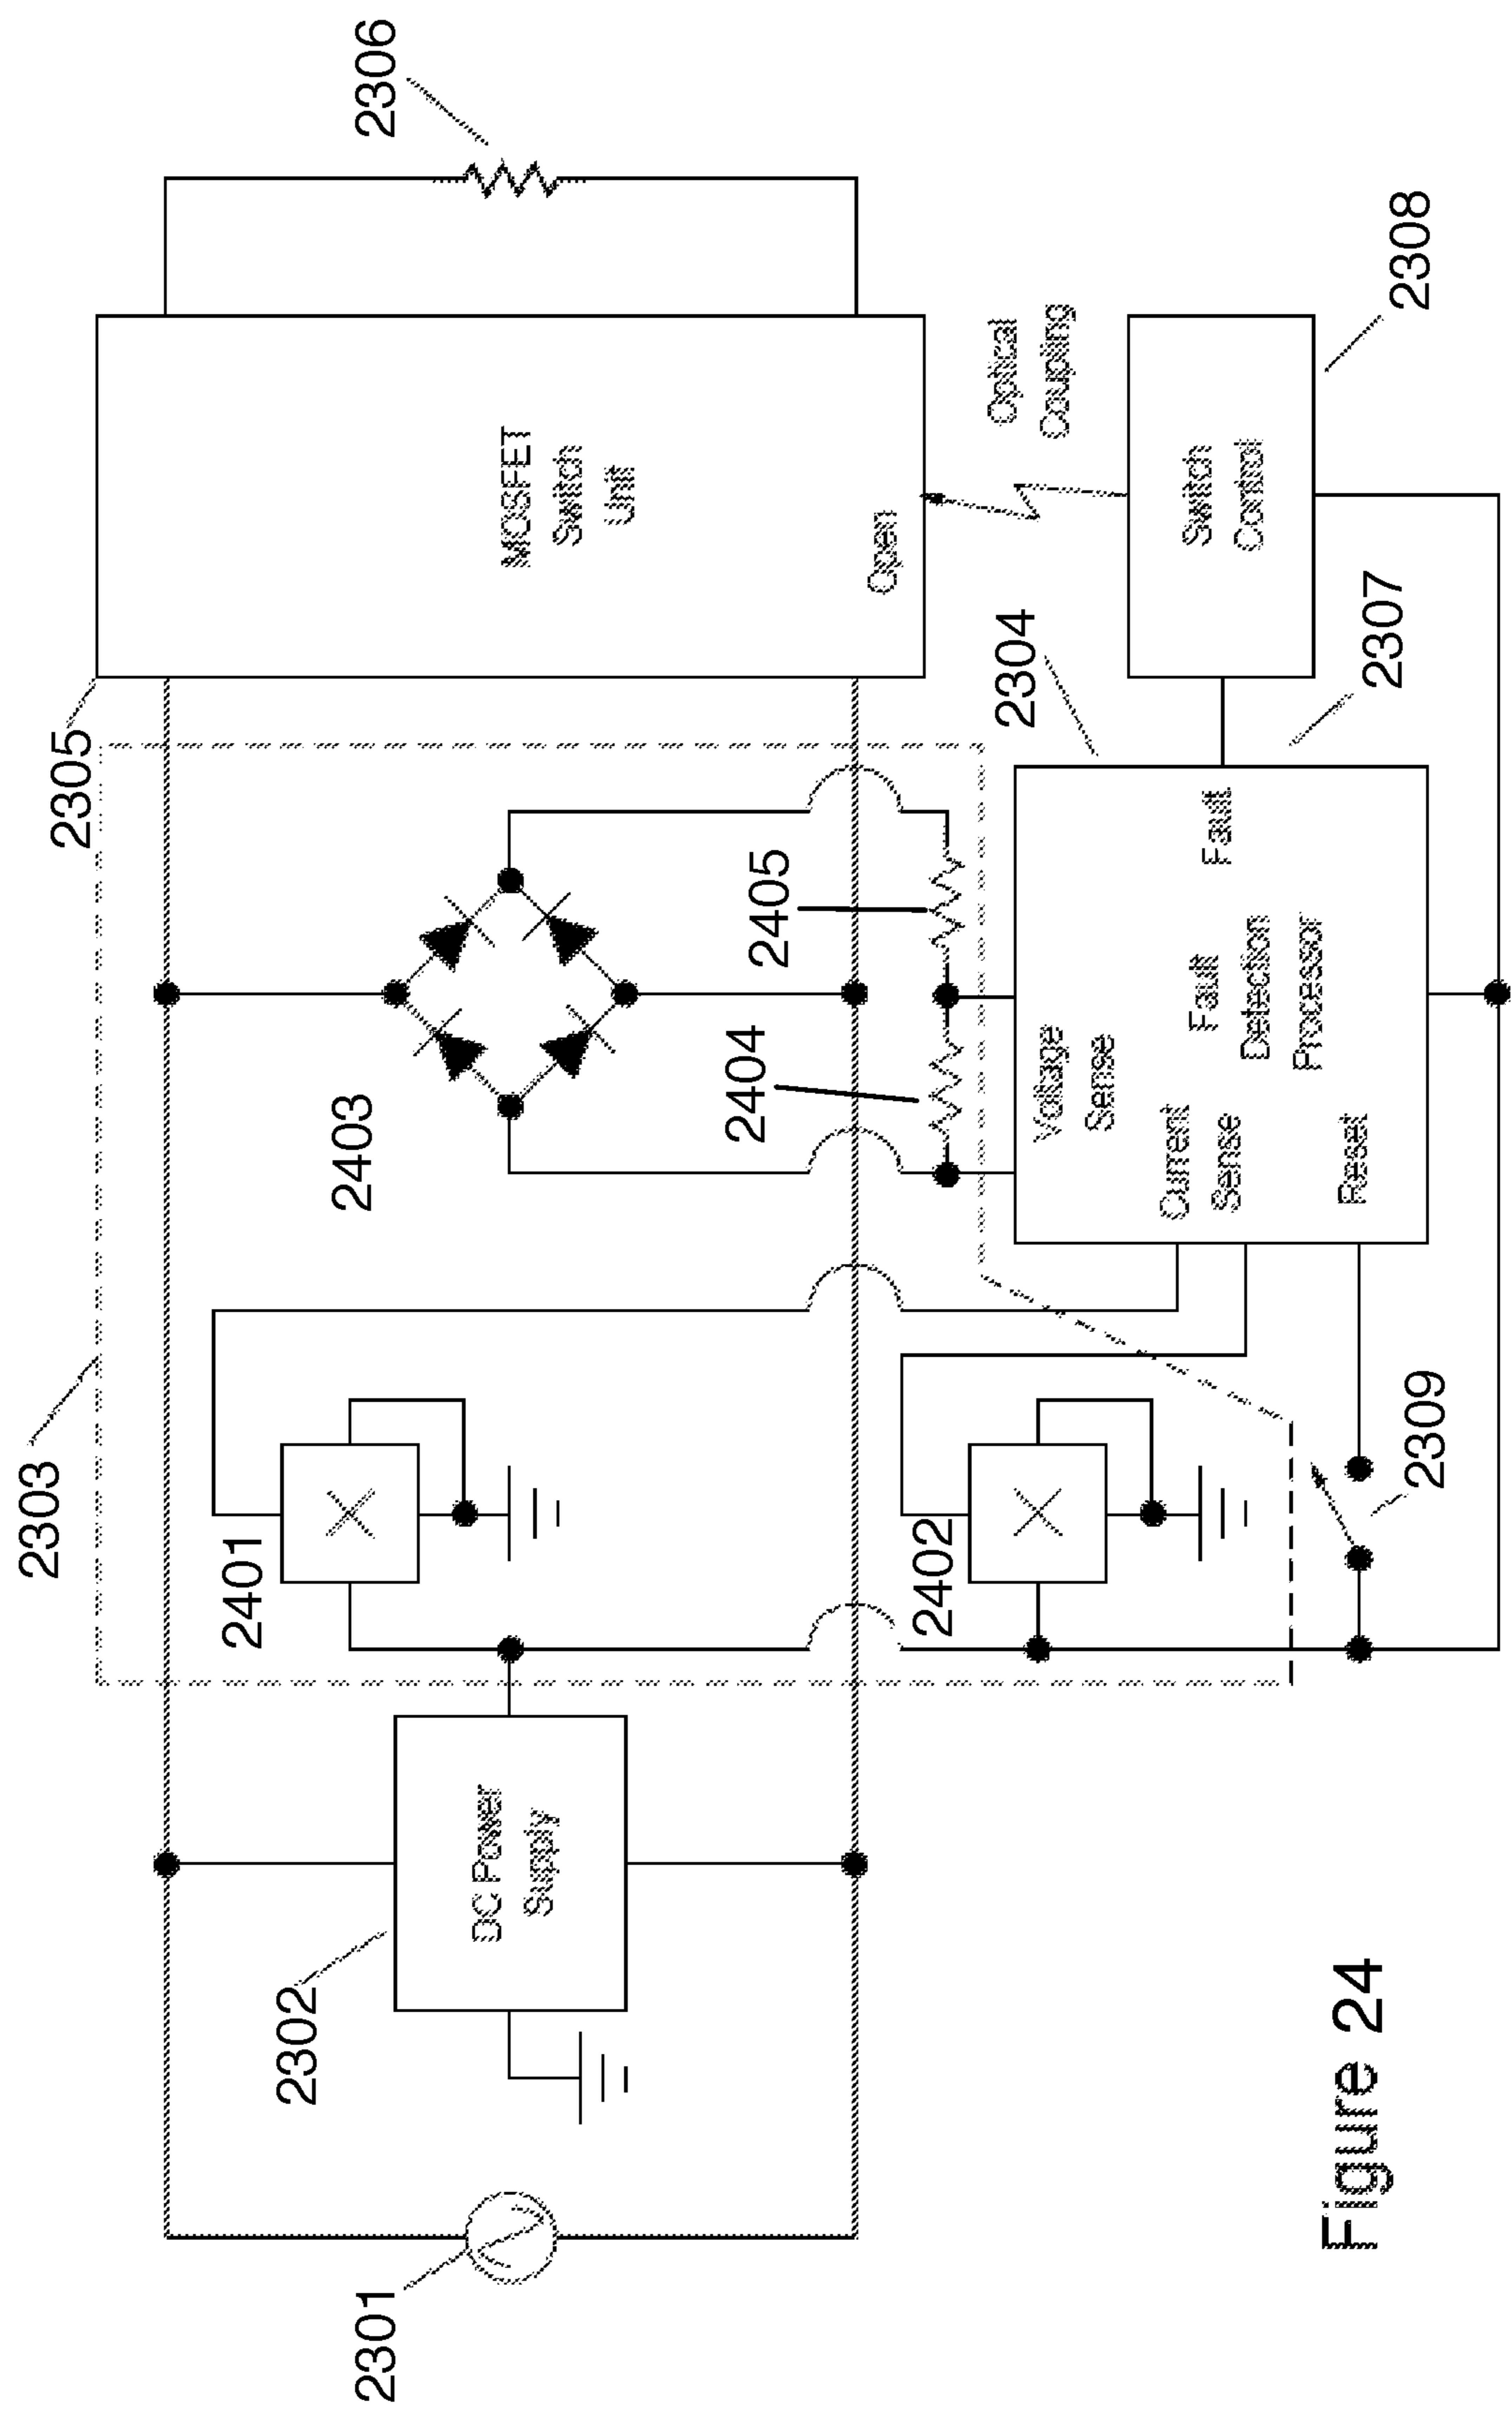 2303
2305
2401
2302
2301
2403
DC Power
Supply
MOSFET
Switch
Unit
2306
Open
2405
2404
2402
Optical
Coupling
2304
Voltage
Sense
Current
Sense
Fault
Fault
Detection
Processor
Reset
Switch
Control
2307
2308
2309
Figure 24